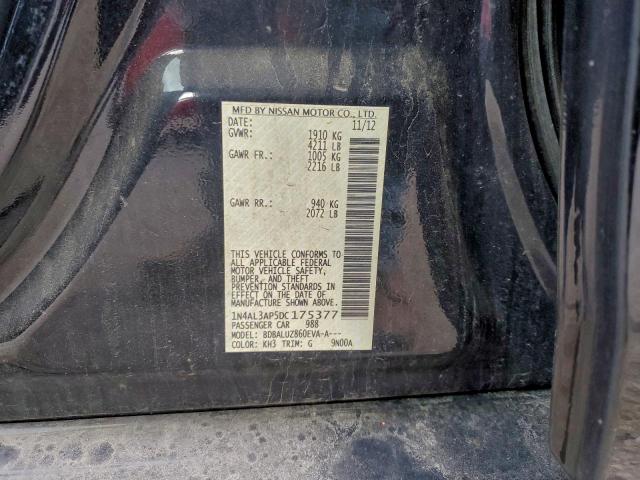 MFD BY NISSAN MOTOR CO., LTD.
DATE: 11/12
GVWR: 1910 KG
4211 LB
GAWR FR.: 1005 KG
2216 LB
GAWR RR.: 940 KG
2072 LB
THIS VEHICLE CONFORMS TO
ALL APPLICABLE FEDERAL
MOTOR VEHICLE SAFETY,
BUMPER, AND THEFT
PREVENTION STANDARDS IN
EFFECT ON THE DATE OF
MANUFACTURE SHOWN ABOVE.
1N4AL3AP5DC175377
PASSENGER CAR 988
MODEL: BDBALUZ860EVA-A---
COLOR: KH3 TRIM: G 9N00A